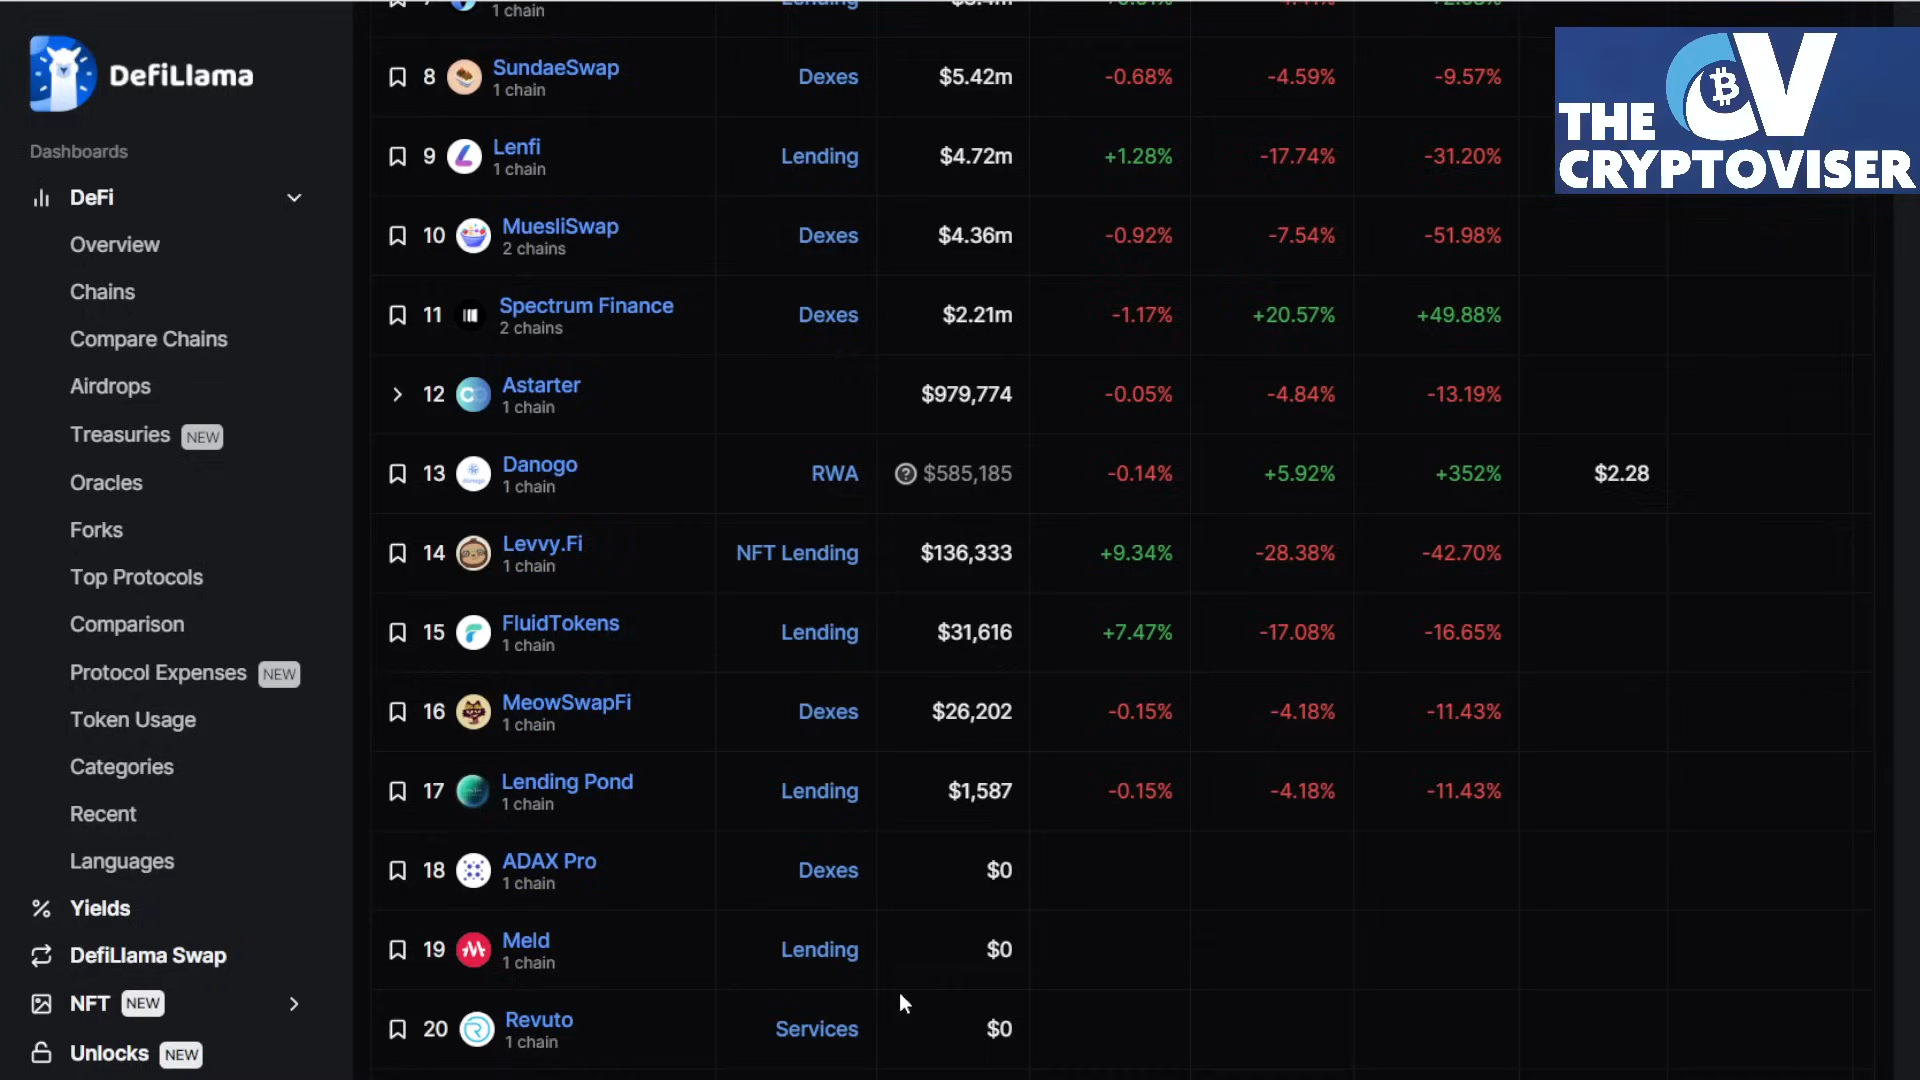 1 chain
DefiLlama
Dashboards
DeFi
Overview
Chains
Compare Chains
Airdrops
Treasuries NEW
Oracles
Forks
Top Protocols
Comparison
Protocol Expenses NEW
Token Usage
Categories
Recent
Languages
Yields
DefiLlama Swap
NFT NEW
Unlocks NEW
8 SundaeSwap Dexes $5.42m -0.68% -4.59% -9.57%
1 chain
9 Lenfi Lending $4.72m +1.28% -17.74% -31.20%
1 chain
10 MuesliSwap Dexes $4.36m -0.92% -7.54% -51.98%
2 chains
11 Spectrum Finance Dexes $2.21m -1.17% +20.57% +49.88%
2 chains
12 Astarter $979,774 -0.05% -4.84% -13.19%
1 chain
13 Danogo RWA ? $585,185 -0.14% +5.92% +352% $2.28
1 chain
14 Levvy.Fi NFT Lending $136,333 +9.34% -28.38% -42.70%
1 chain
15 FluidTokens Lending $31,616 +7.47% -17.08% -16.65%
1 chain
16 MeowSwapFi Dexes $26,202 -0.15% -4.18% -11.43%
1 chain
17 Lending Pond Lending $1,587 -0.15% -4.18% -11.43%
1 chain
18 ADAX Pro Dexes $0
1 chain
19 Meld Lending $0
1 chain
20 Revuto Services $0
1 chain
CV
THE
CRYPTOVISER